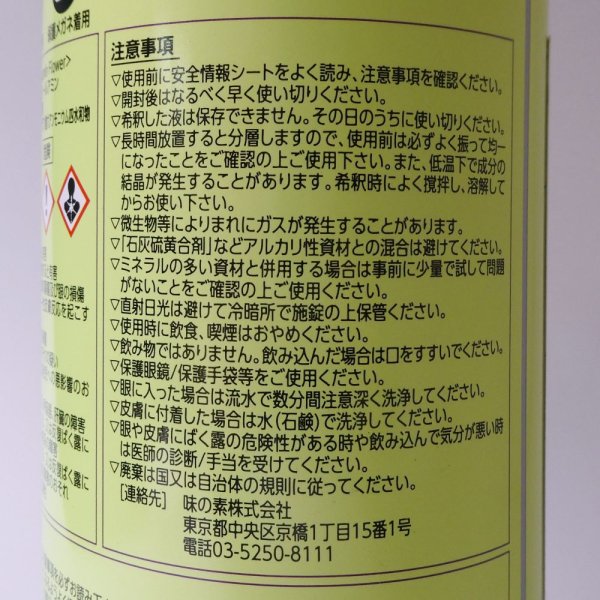 メガネ着用
Flower>
注意事項
▽使用前に安全情報シートをよく読み、注意事項を確認ください。
▽開封後はなるべく早く使い切りください。
▽希釈した液は保存できません。その日のうちに使い切りください。
▽長時間放置すると分層しますので、使用前は必ずよく振って均一
になったことをご確認の上ご使用下さい。また、低温下で成分の
結晶が発生することがあります。希釈時によく撹拌し、溶解して
からお使い下さい。
▽微生物等によりまれにガスが発生することがあります。
▽「石灰硫黄合剤」などアルカリ性資材との混合は避けてください。
▽ミネラルの多い資材と併用する場合は事前に少量で試して問題
がないことをご確認の上ご使用ください。
▽直射日光は避けて冷暗所で施錠の上保管ください。
▽使用時に飲食、喫煙はおやめください。
▽飲み物ではありません。飲み込んだ場合は口をすすいでください。
▽保護眼鏡/保護手袋等をご使用ください。
▽眼に入った場合は流水で数分間注意深く洗浄してください。
▽皮膚に付着した場合は水(石鹸)で洗浄してください。
▽眼や皮膚にばく露の危険性がある時や飲み込んで気分が悪い時
は医師の診断/手当を受けてください。
▽廃棄は国又は自治体の規則に従ってください。
[連絡先] 味の素株式会社
東京都中央区京橋1丁目15番1号
電話03-5250-8111